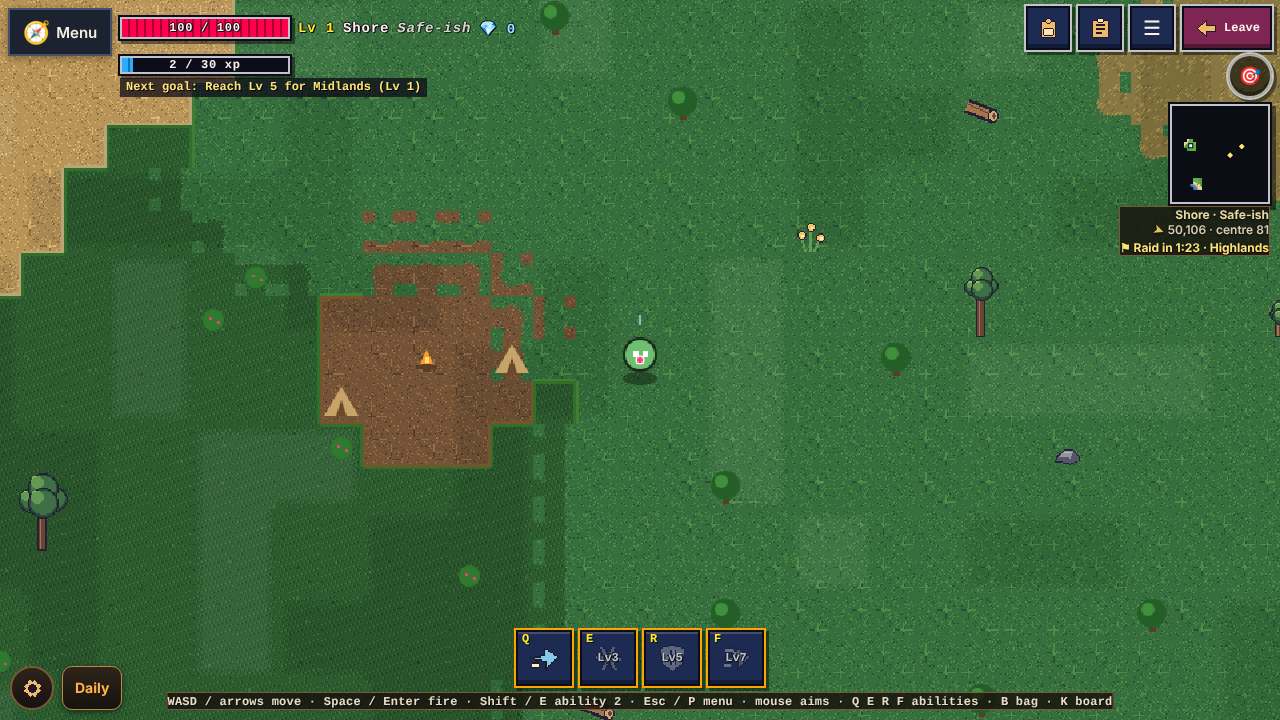 Menu
100 / 100
Lv 1 Shore Safe-ish 💎 0
2 / 30 xp
Next goal: Reach Lv 5 for Midlands (Lv 1)
Leave
Shore · Safe-ish
50,106 · centre 81
Raid in 1:23 · Highlands
Q
E
Lv3
R
Lv5
F
Lv7
Daily
WASD / arrows move · Space / Enter fire · Shift / E ability 2 · Esc / P menu · mouse aims · Q E R F abilities · B bag · K board